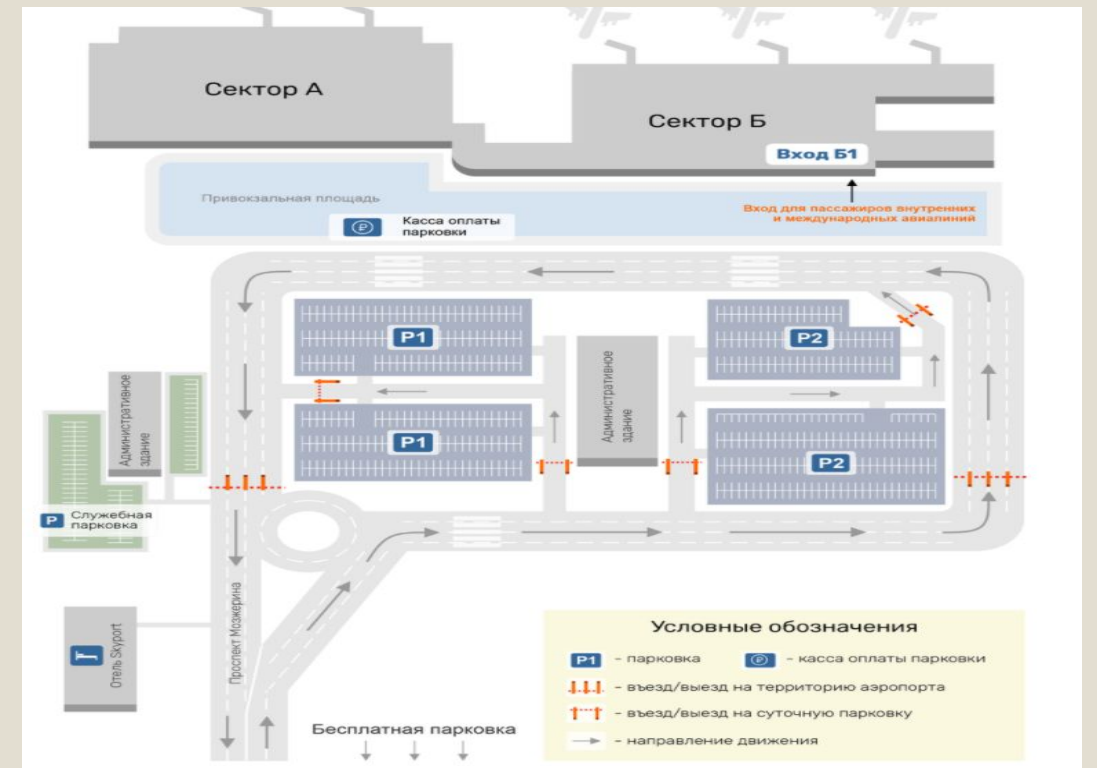 Сектор А
Сектор Б
Вход Б1
Привокзальная площадь
Вход для пассажиров внутренних
и международных авиалиний
₽
Касса оплаты
парковки
P1
P2
Административное
здание
Административное
здание
P1
P2
P
Служебная
парковка
Проспект Мозжерина
Отель Skyport
Бесплатная парковка
Условные обозначения
P1 - парковка
₽ - касса оплаты парковки
- въезд/выезд на территорию аэропорта
- въезд/выезд на суточную парковку
- направление движения